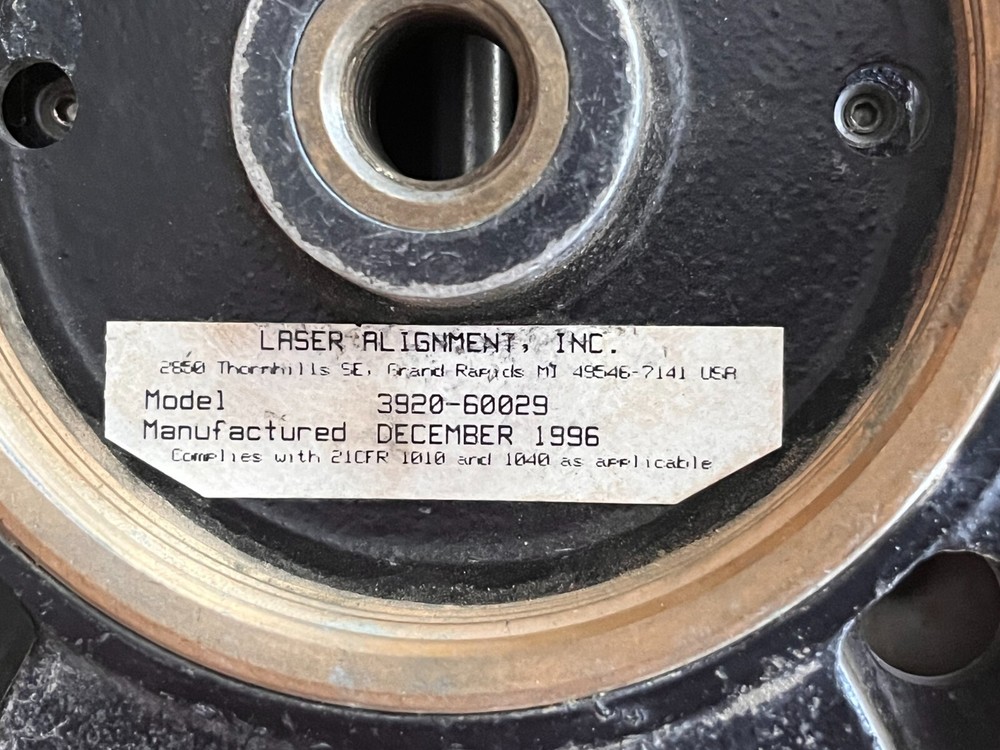 LASER ALIGNMENT, INC.
2850 Thornhills SE, Grand Rapids MI 49546-7141 USA
Model 3920-60029
Manufactured DECEMBER 1996
Complies with 21CFR 1010 and 1040 as applicable